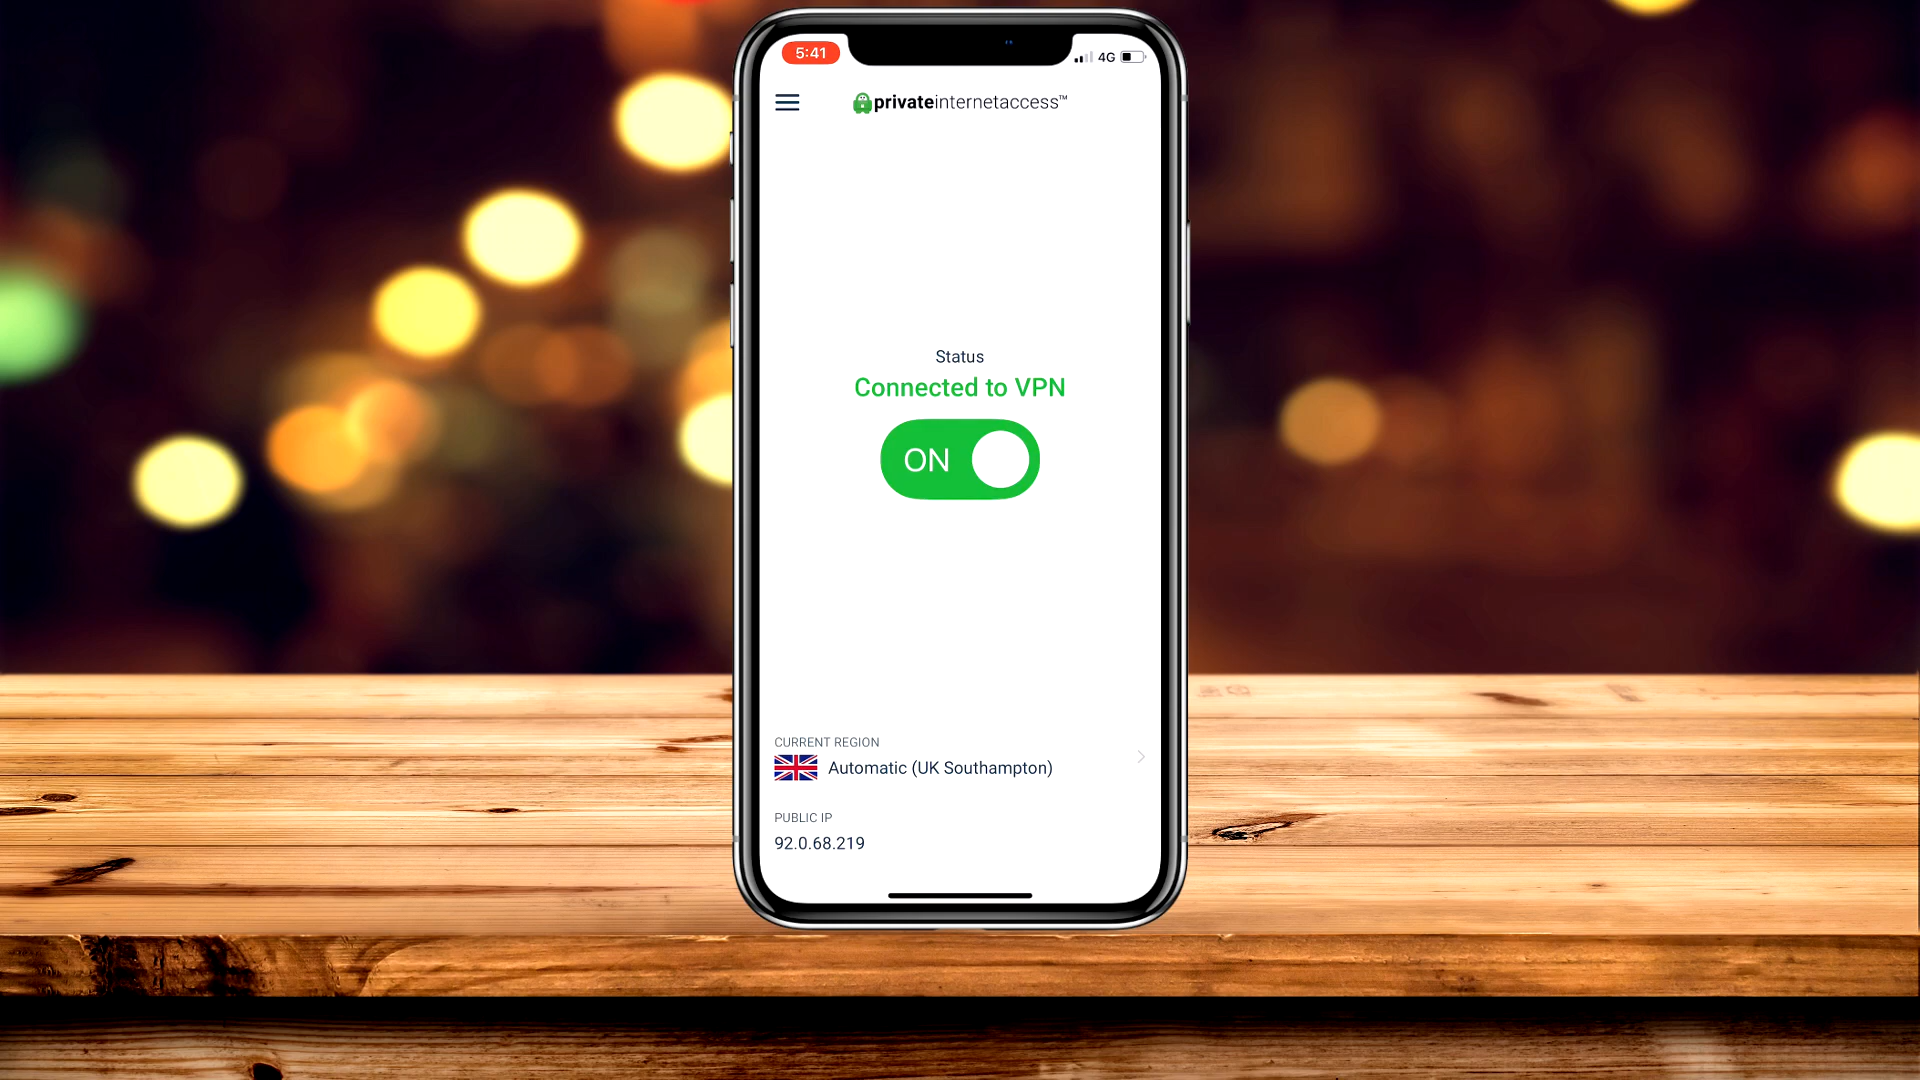 5:41
4G
privateinternetaccess™
Status
Connected to VPN
ON
CURRENT REGION
Automatic (UK Southampton)
PUBLIC IP
92.0.68.219